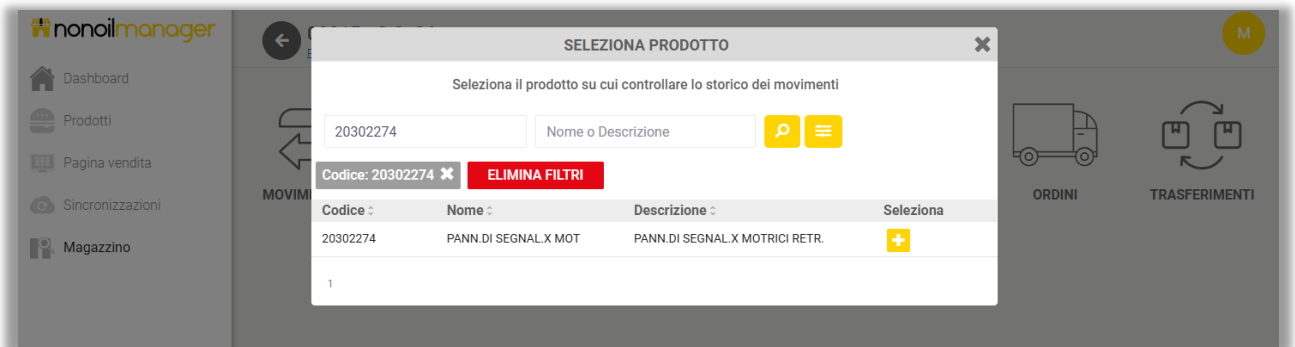 nonoilmanager
M
SELEZIONA PRODOTTO
Seleziona il prodotto su cui controllare lo storico dei movimenti
Dashboard
Prodotti
Pagina vendita
Sincronizzazioni
Magazzino
20302274
Nome o Descrizione
Codice: 20302274
ELIMINA FILTRI
Codice Nome Descrizione Seleziona
20302274 PANN.DI SEGNAL.X MOT PANN.DI SEGNAL.X MOTRICI RETR.
1
ORDINI
TRASFERIMENTI